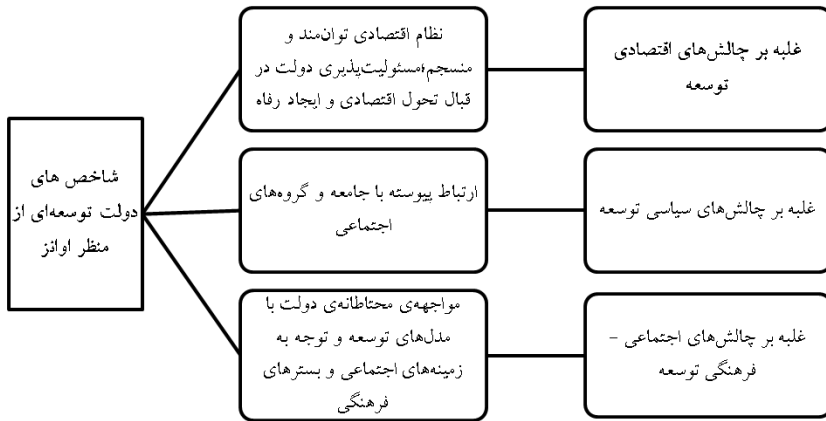 شاخص های
دولت توسعه‌ای از
منظر اوانز
نظام اقتصادی توان‌مند و
منسجم؛مسئولیت‌پذیری دولت در
قبال تحول اقتصادی و ایجاد رفاه
غلبه بر چالش‌های اقتصادی
توسعه
ارتباط پیوسته با جامعه و گروه‌های
اجتماعی
غلبه بر چالش‌های سیاسی توسعه
مواجهه‌ی محتاطانه‌ی دولت با
مدل‌های توسعه و توجه به
زمینه‌های اجتماعی و بسترهای
فرهنگی
غلبه بر چالش‌های اجتماعی –
فرهنگی توسعه